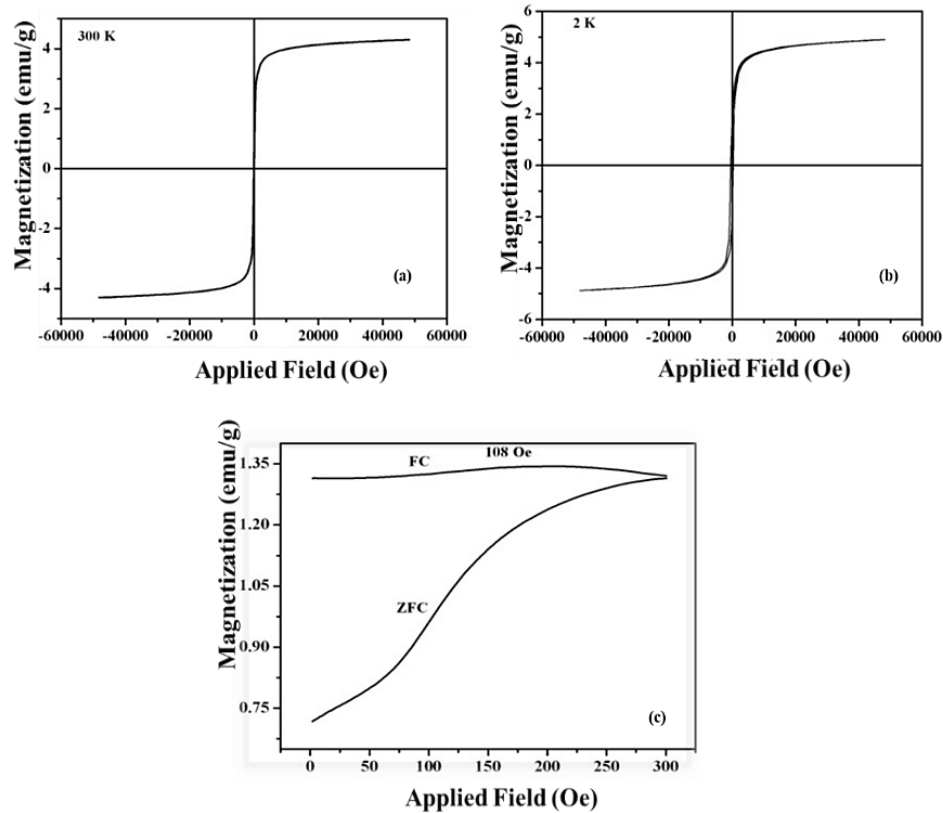 300 K
Magnetization (emu/g)
4
2
0
-2
-4
-60000 -40000 -20000 0 20000 40000 60000
Applied Field (Oe)
(a)
2 K
Magnetization (emu/g)
6
4
2
0
-2
-4
-6
-60000 -40000 -20000 0 20000 40000 60000
Applied Field (Oe)
(b)
108 Oe
FC
ZFC
Magnetization (emu/g)
1.35
1.20
1.05
0.90
0.75
0 50 100 150 200 250 300
Applied Field (Oe)
(c)